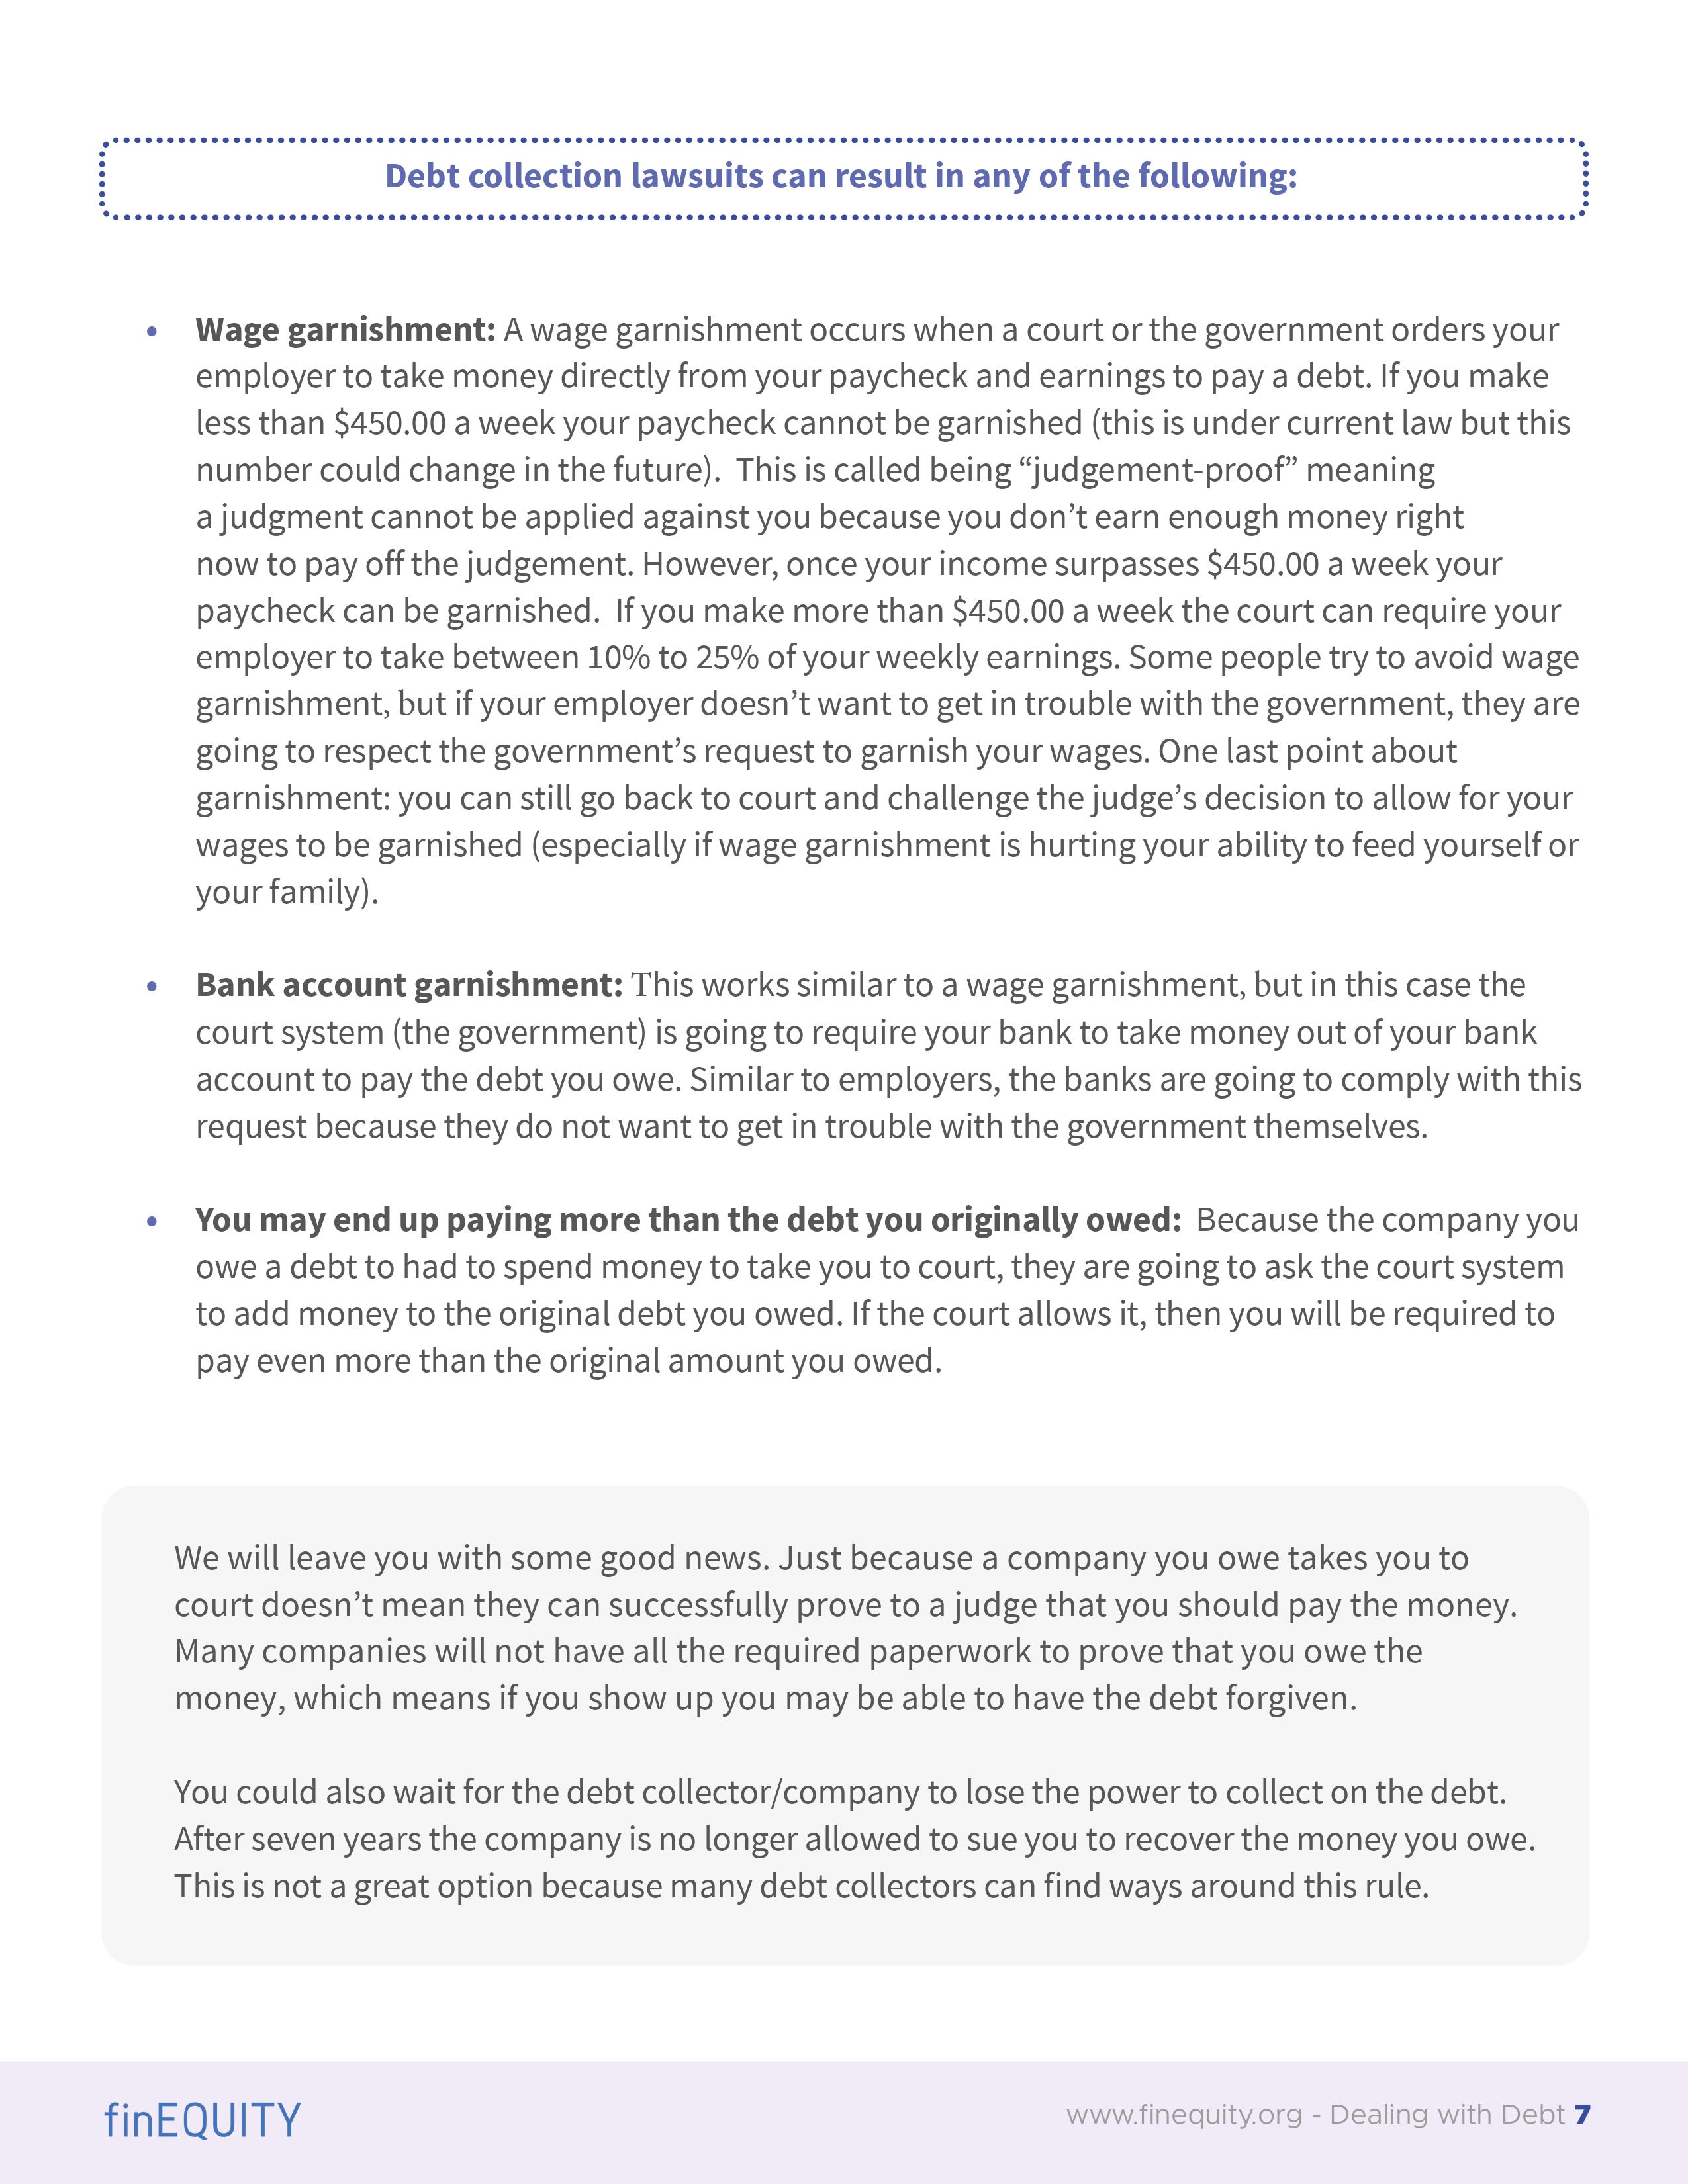 Debt collection lawsuits can result in any of the following:
• Wage garnishment: A wage garnishment occurs when a court or the government orders your
employer to take money directly from your paycheck and earnings to pay a debt. If you make
less than $450.00 a week your paycheck cannot be garnished (this is under current law but this
number could change in the future).  This is called being “judgement-proof” meaning
a judgment cannot be applied against you because you don’t earn enough money right
now to pay off the judgement. However, once your income surpasses $450.00 a week your
paycheck can be garnished.  If you make more than $450.00 a week the court can require your
employer to take between 10% to 25% of your weekly earnings. Some people try to avoid wage
garnishment, but if your employer doesn’t want to get in trouble with the government, they are
going to respect the government’s request to garnish your wages. One last point about
garnishment: you can still go back to court and challenge the judge’s decision to allow for your
wages to be garnished (especially if wage garnishment is hurting your ability to feed yourself or
your family).
• Bank account garnishment: This works similar to a wage garnishment, but in this case the
court system (the government) is going to require your bank to take money out of your bank
account to pay the debt you owe. Similar to employers, the banks are going to comply with this
request because they do not want to get in trouble with the government themselves.
• You may end up paying more than the debt you originally owed:  Because the company you
owe a debt to had to spend money to take you to court, they are going to ask the court system
to add money to the original debt you owed. If the court allows it, then you will be required to
pay even more than the original amount you owed.
We will leave you with some good news. Just because a company you owe takes you to
court doesn’t mean they can successfully prove to a judge that you should pay the money.
Many companies will not have all the required paperwork to prove that you owe the
money, which means if you show up you may be able to have the debt forgiven.
You could also wait for the debt collector/company to lose the power to collect on the debt.
After seven years the company is no longer allowed to sue you to recover the money you owe.
This is not a great option because many debt collectors can find ways around this rule.
finEQUITY
www.finequity.org - Dealing with Debt 7